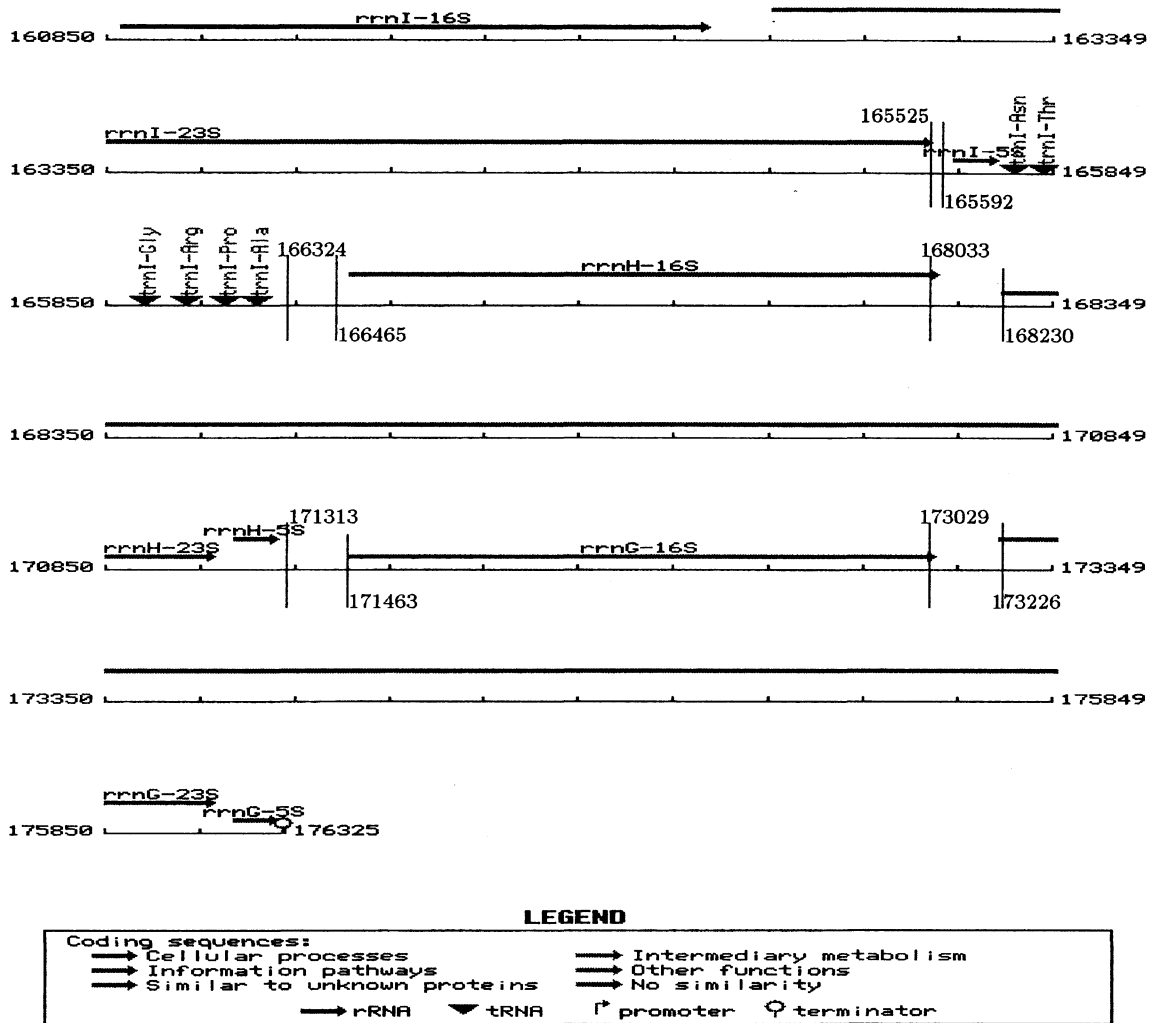 rrnI-16S
160850 163349
165525
trnI-Asn
trnI-Thr
rrnI-23S
rrnI-5S
163350 165849
165592
trnI-Gly
trnI-Arg
trnI-Pro
trnI-Ala
166324
168033
rrnH-16S
165850 168349
166465
168230
168350 170849
171313
173029
rrnH-5S
rrnH-23S
rrnG-16S
170850 173349
171463
173226
173350 175849
rrnG-23S
rrnG-5S
175850 176325
LEGEND
Coding sequences:
Cellular processes Intermediary metabolism
Information pathways Other functions
Similar to unknown proteins No similarity
rRNA tRNA promoter terminator